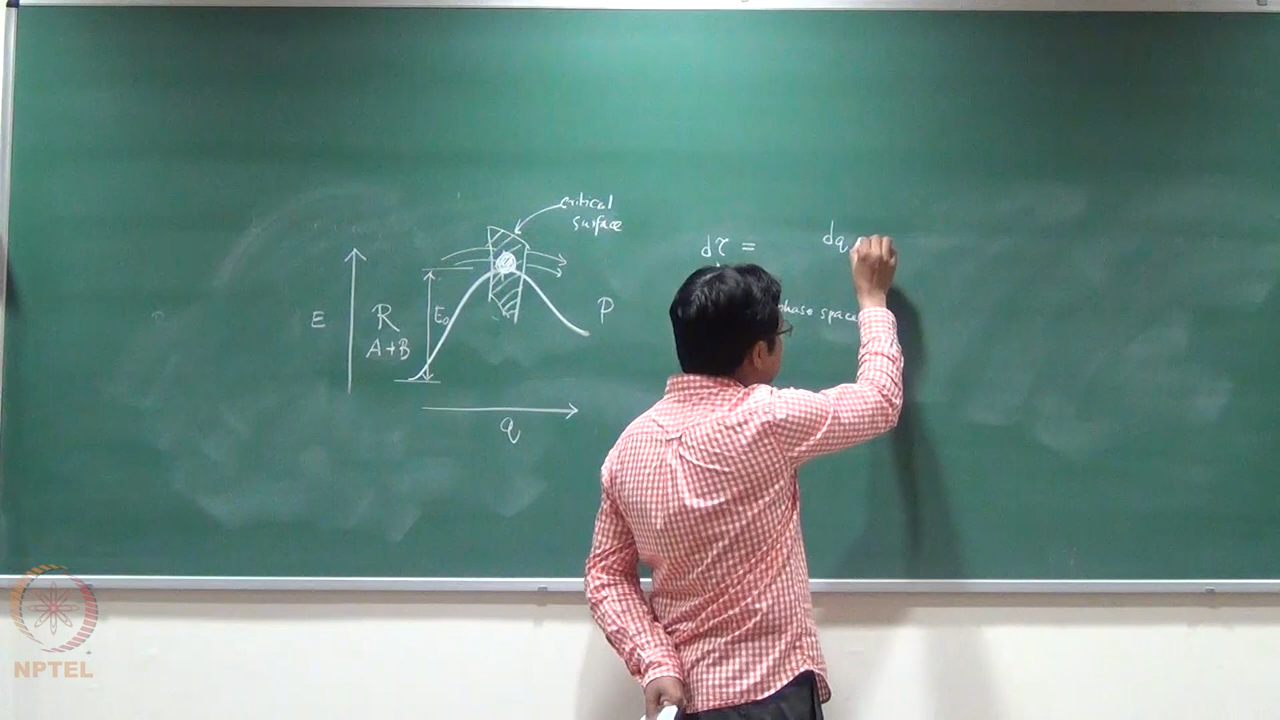 critical
surface
E
R
A+B
E₀
P
q
dτ =
dq
phase space
NPTEL